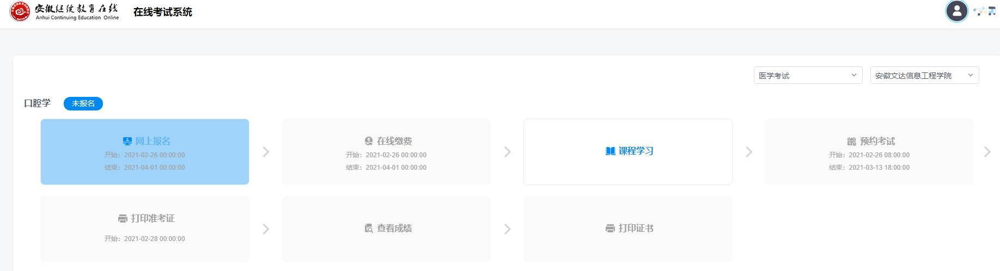 安徽继续教育在线
Anhui Continuing Education Online
在线考试系统
医学考试
安徽文达信息工程学院
口腔学
未报名
网上报名
开始：2021-02-26 00:00:00
结束：2021-04-01 00:00:00
在线缴费
开始：2021-02-26 00:00:00
结束：2021-04-01 00:00:00
课程学习
预约考试
开始：2021-02-26 08:00:00
结束：2021-03-13 18:00:00
打印准考证
开始：2021-02-28 00:00:00
查看成绩
打印证书